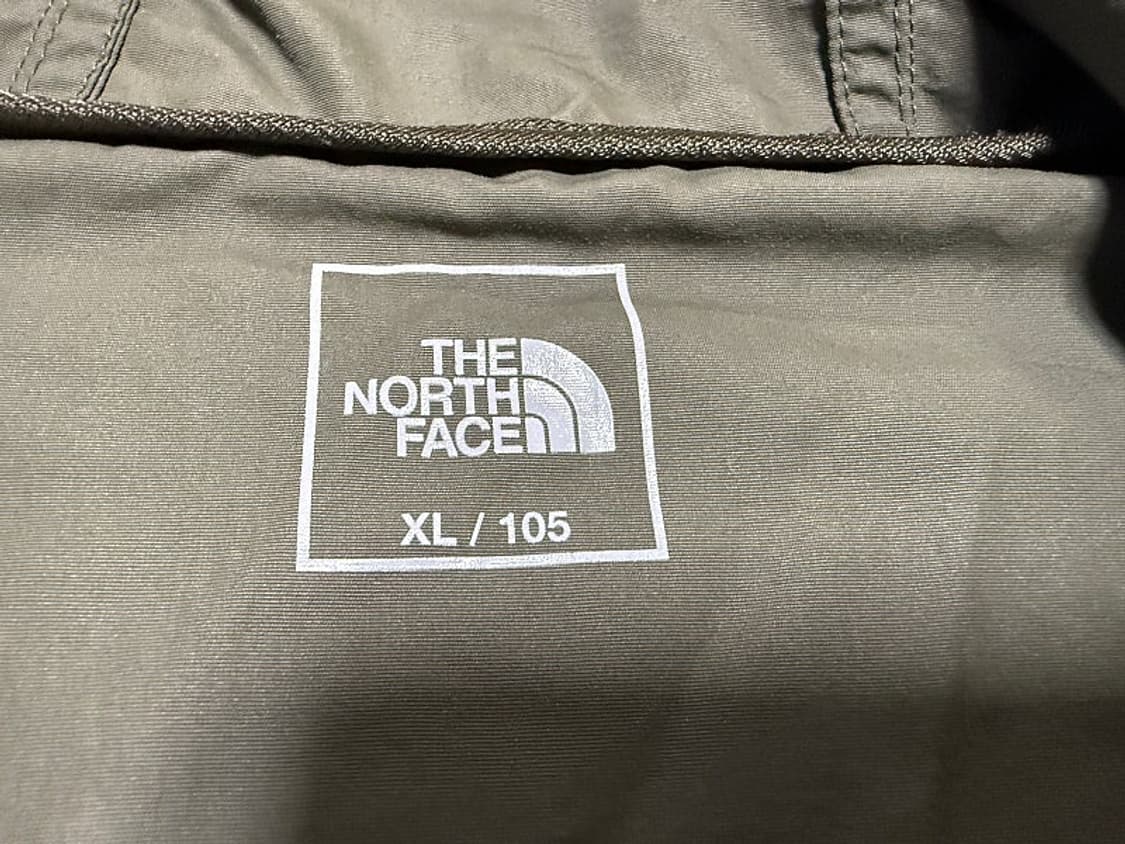 THE
NORTH
FACE
XL / 105